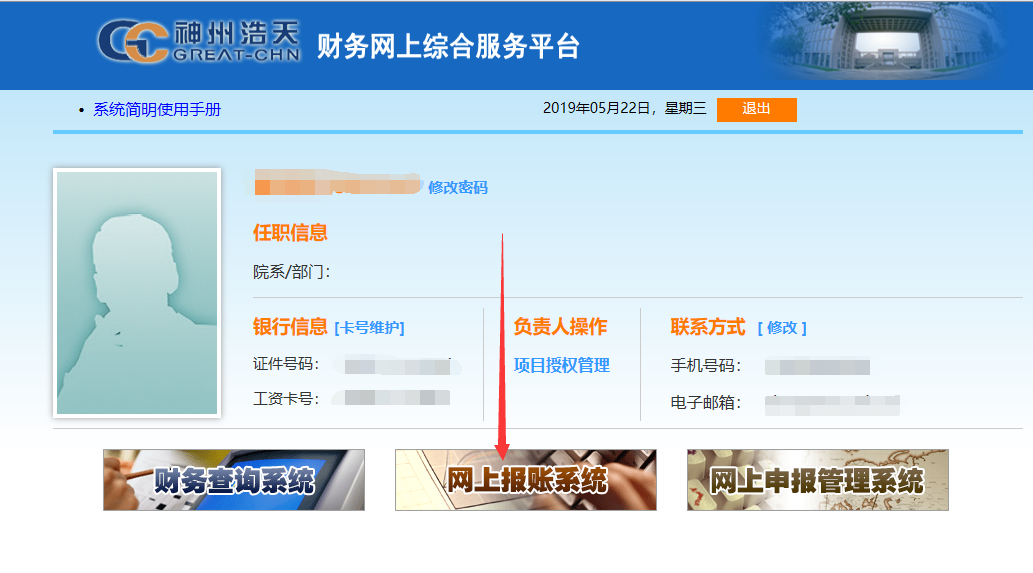 神州浩天
GREAT-CHN
财务网上综合服务平台
• 系统简明使用手册
2019年05月22日，星期三 退出
修改密码
任职信息
院系/部门：
银行信息 [卡号维护] 负责人操作 联系方式 [ 修改 ]
证件号码： 项目授权管理 手机号码：
工资卡号： 电子邮箱：
财务查询系统 网上报账系统 网上申报管理系统